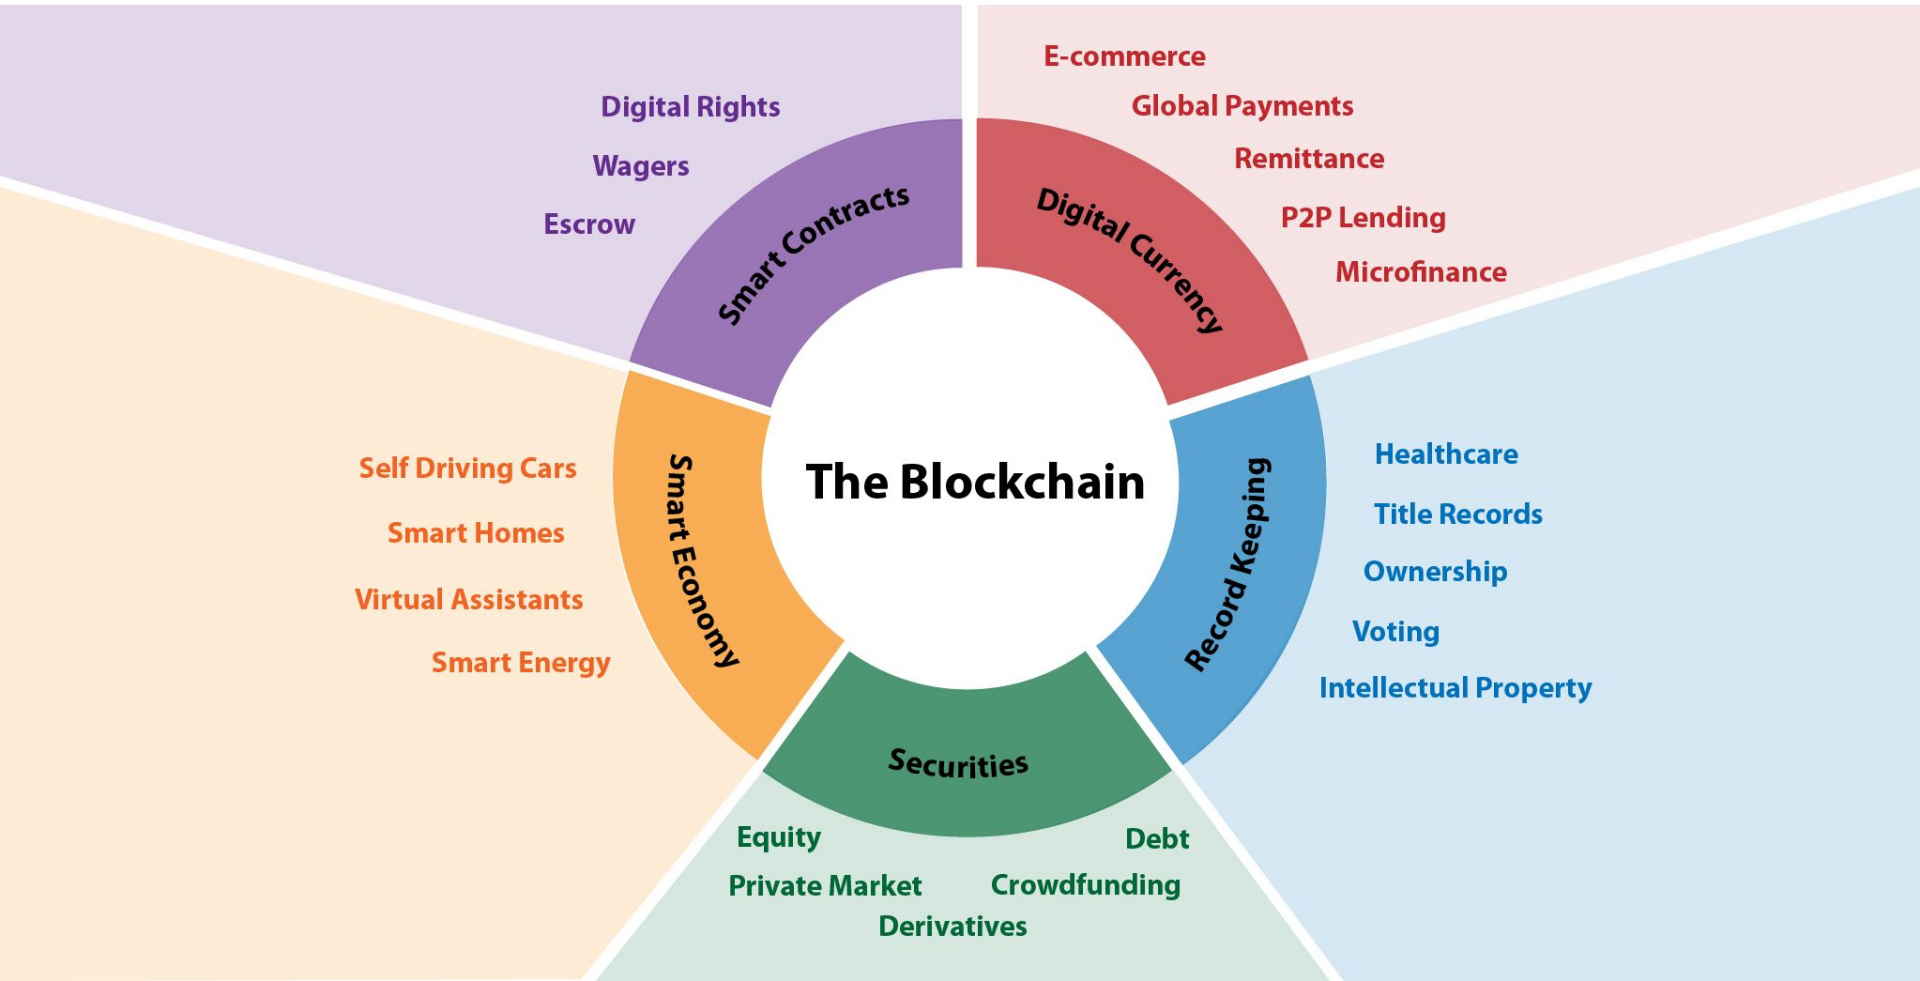 The Blockchain
Digital Currency
E-commerce
Global Payments
Remittance
P2P Lending
Microfinance
Record Keeping
Healthcare
Title Records
Ownership
Voting
Intellectual Property
Securities
Equity
Debt
Private Market
Crowdfunding
Derivatives
Smart Economy
Self Driving Cars
Smart Homes
Virtual Assistants
Smart Energy
Smart Contracts
Digital Rights
Wagers
Escrow